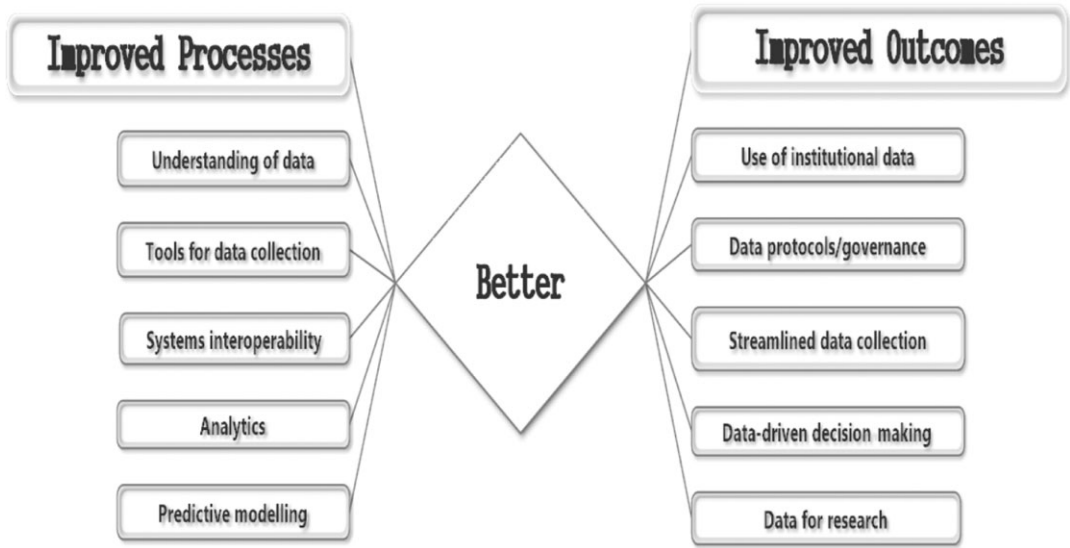 Improved Processes
Understanding of data
Tools for data collection
Systems interoperability
Analytics
Predictive modelling
Better
Improved Outcomes
Use of institutional data
Data protocols/governance
Streamlined data collection
Data-driven decision making
Data for research